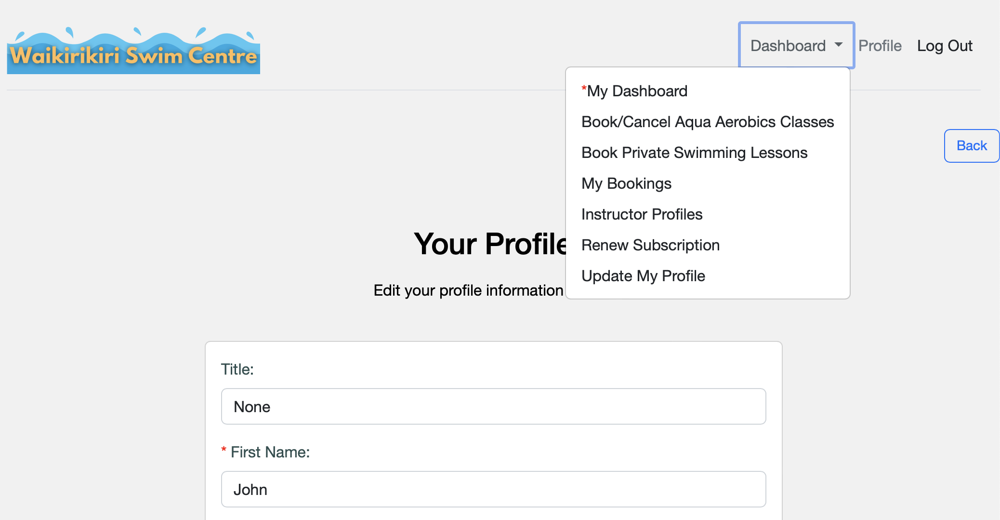 Waikirikiri Swim Centre
Dashboard Profile Log Out
*My Dashboard
Book/Cancel Aqua Aerobics Classes
Book Private Swimming Lessons
My Bookings
Instructor Profiles
Renew Subscription
Update My Profile
Back
Your Profile
Edit your profile information
Title:
None
* First Name:
John